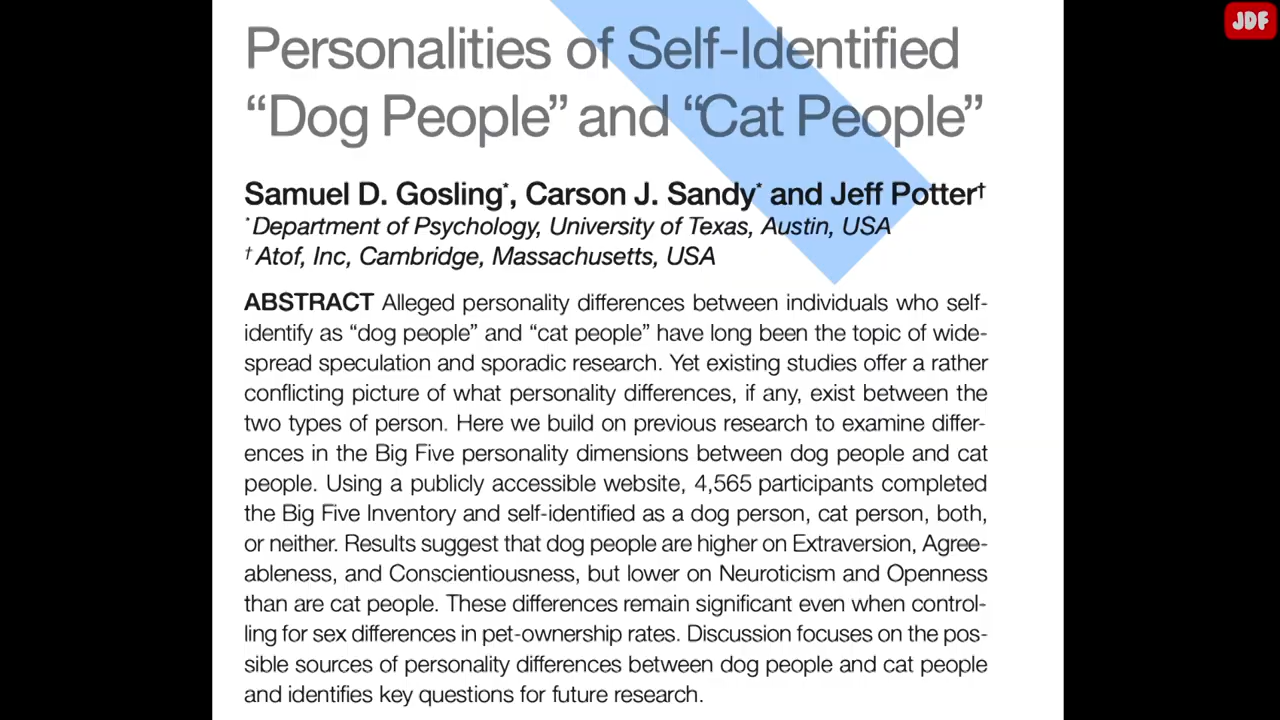 JDF
Personalities of Self-Identified
“Dog People” and “Cat People”
Samuel D. Gosling*, Carson J. Sandy* and Jeff Potter†
*Department of Psychology, University of Texas, Austin, USA
†Atof, Inc, Cambridge, Massachusetts, USA
ABSTRACT Alleged personality differences between individuals who self-
identify as “dog people” and “cat people” have long been the topic of wide-
spread speculation and sporadic research. Yet existing studies offer a rather
conflicting picture of what personality differences, if any, exist between the
two types of person. Here we build on previous research to examine differ-
ences in the Big Five personality dimensions between dog people and cat
people. Using a publicly accessible website, 4,565 participants completed
the Big Five Inventory and self-identified as a dog person, cat person, both,
or neither. Results suggest that dog people are higher on Extraversion, Agree-
ableness, and Conscientiousness, but lower on Neuroticism and Openness
than are cat people. These differences remain significant even when control-
ling for sex differences in pet-ownership rates. Discussion focuses on the pos-
sible sources of personality differences between dog people and cat people
and identifies key questions for future research.